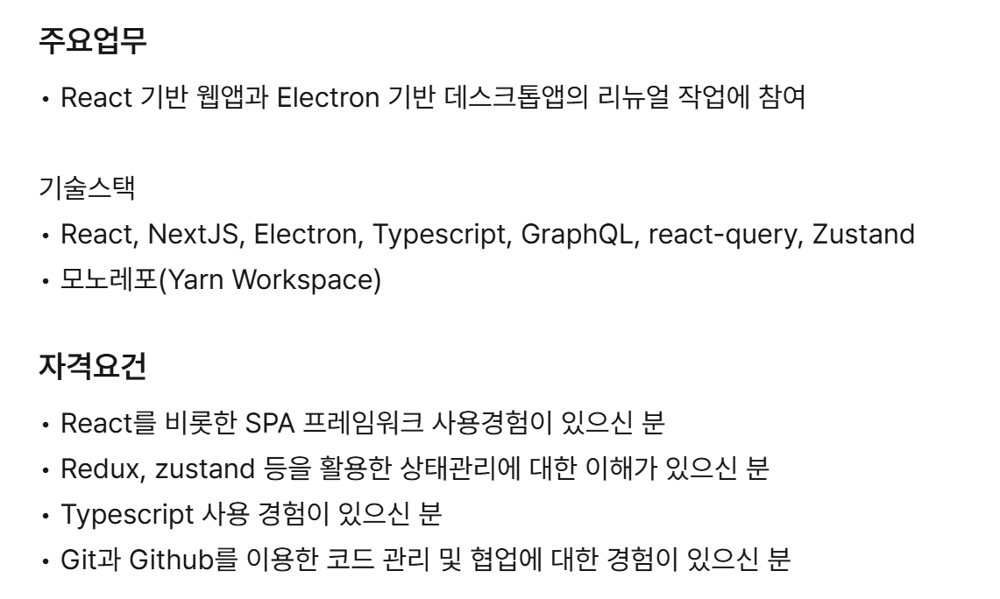 주요업무
• React 기반 웹앱과 Electron 기반 데스크톱앱의 리뉴얼 작업에 참여
기술스택
• React, NextJS, Electron, Typescript, GraphQL, react-query, Zustand
• 모노레포(Yarn Workspace)
자격요건
• React를 비롯한 SPA 프레임워크 사용경험이 있으신 분
• Redux, zustand 등을 활용한 상태관리에 대한 이해가 있으신 분
• Typescript 사용 경험이 있으신 분
• Git과 Github를 이용한 코드 관리 및 협업에 대한 경험이 있으신 분